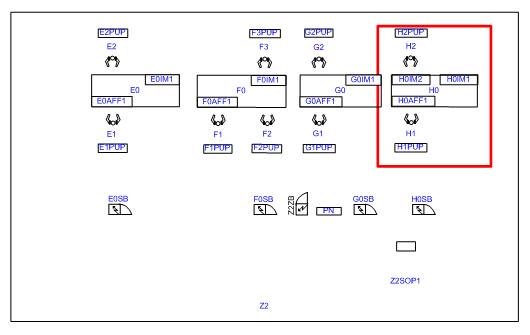 E2PUP F3PUP G2PUP H2PUP
E2 F3 G2 H2
E0IM1 F0IM1 G0IM1 H0IM2 H0IM1
E0 F0 G0 H0
E0AFF1 F0AFF1 G0AFF1 H0AFF1
E1 F1 F2 G1 H1
E1PUP F1PUP F2PUP G1PUP H1PUP
E0SB F0SB Z2ZB G0SB H0SB
PN
Z2SOP1
Z2